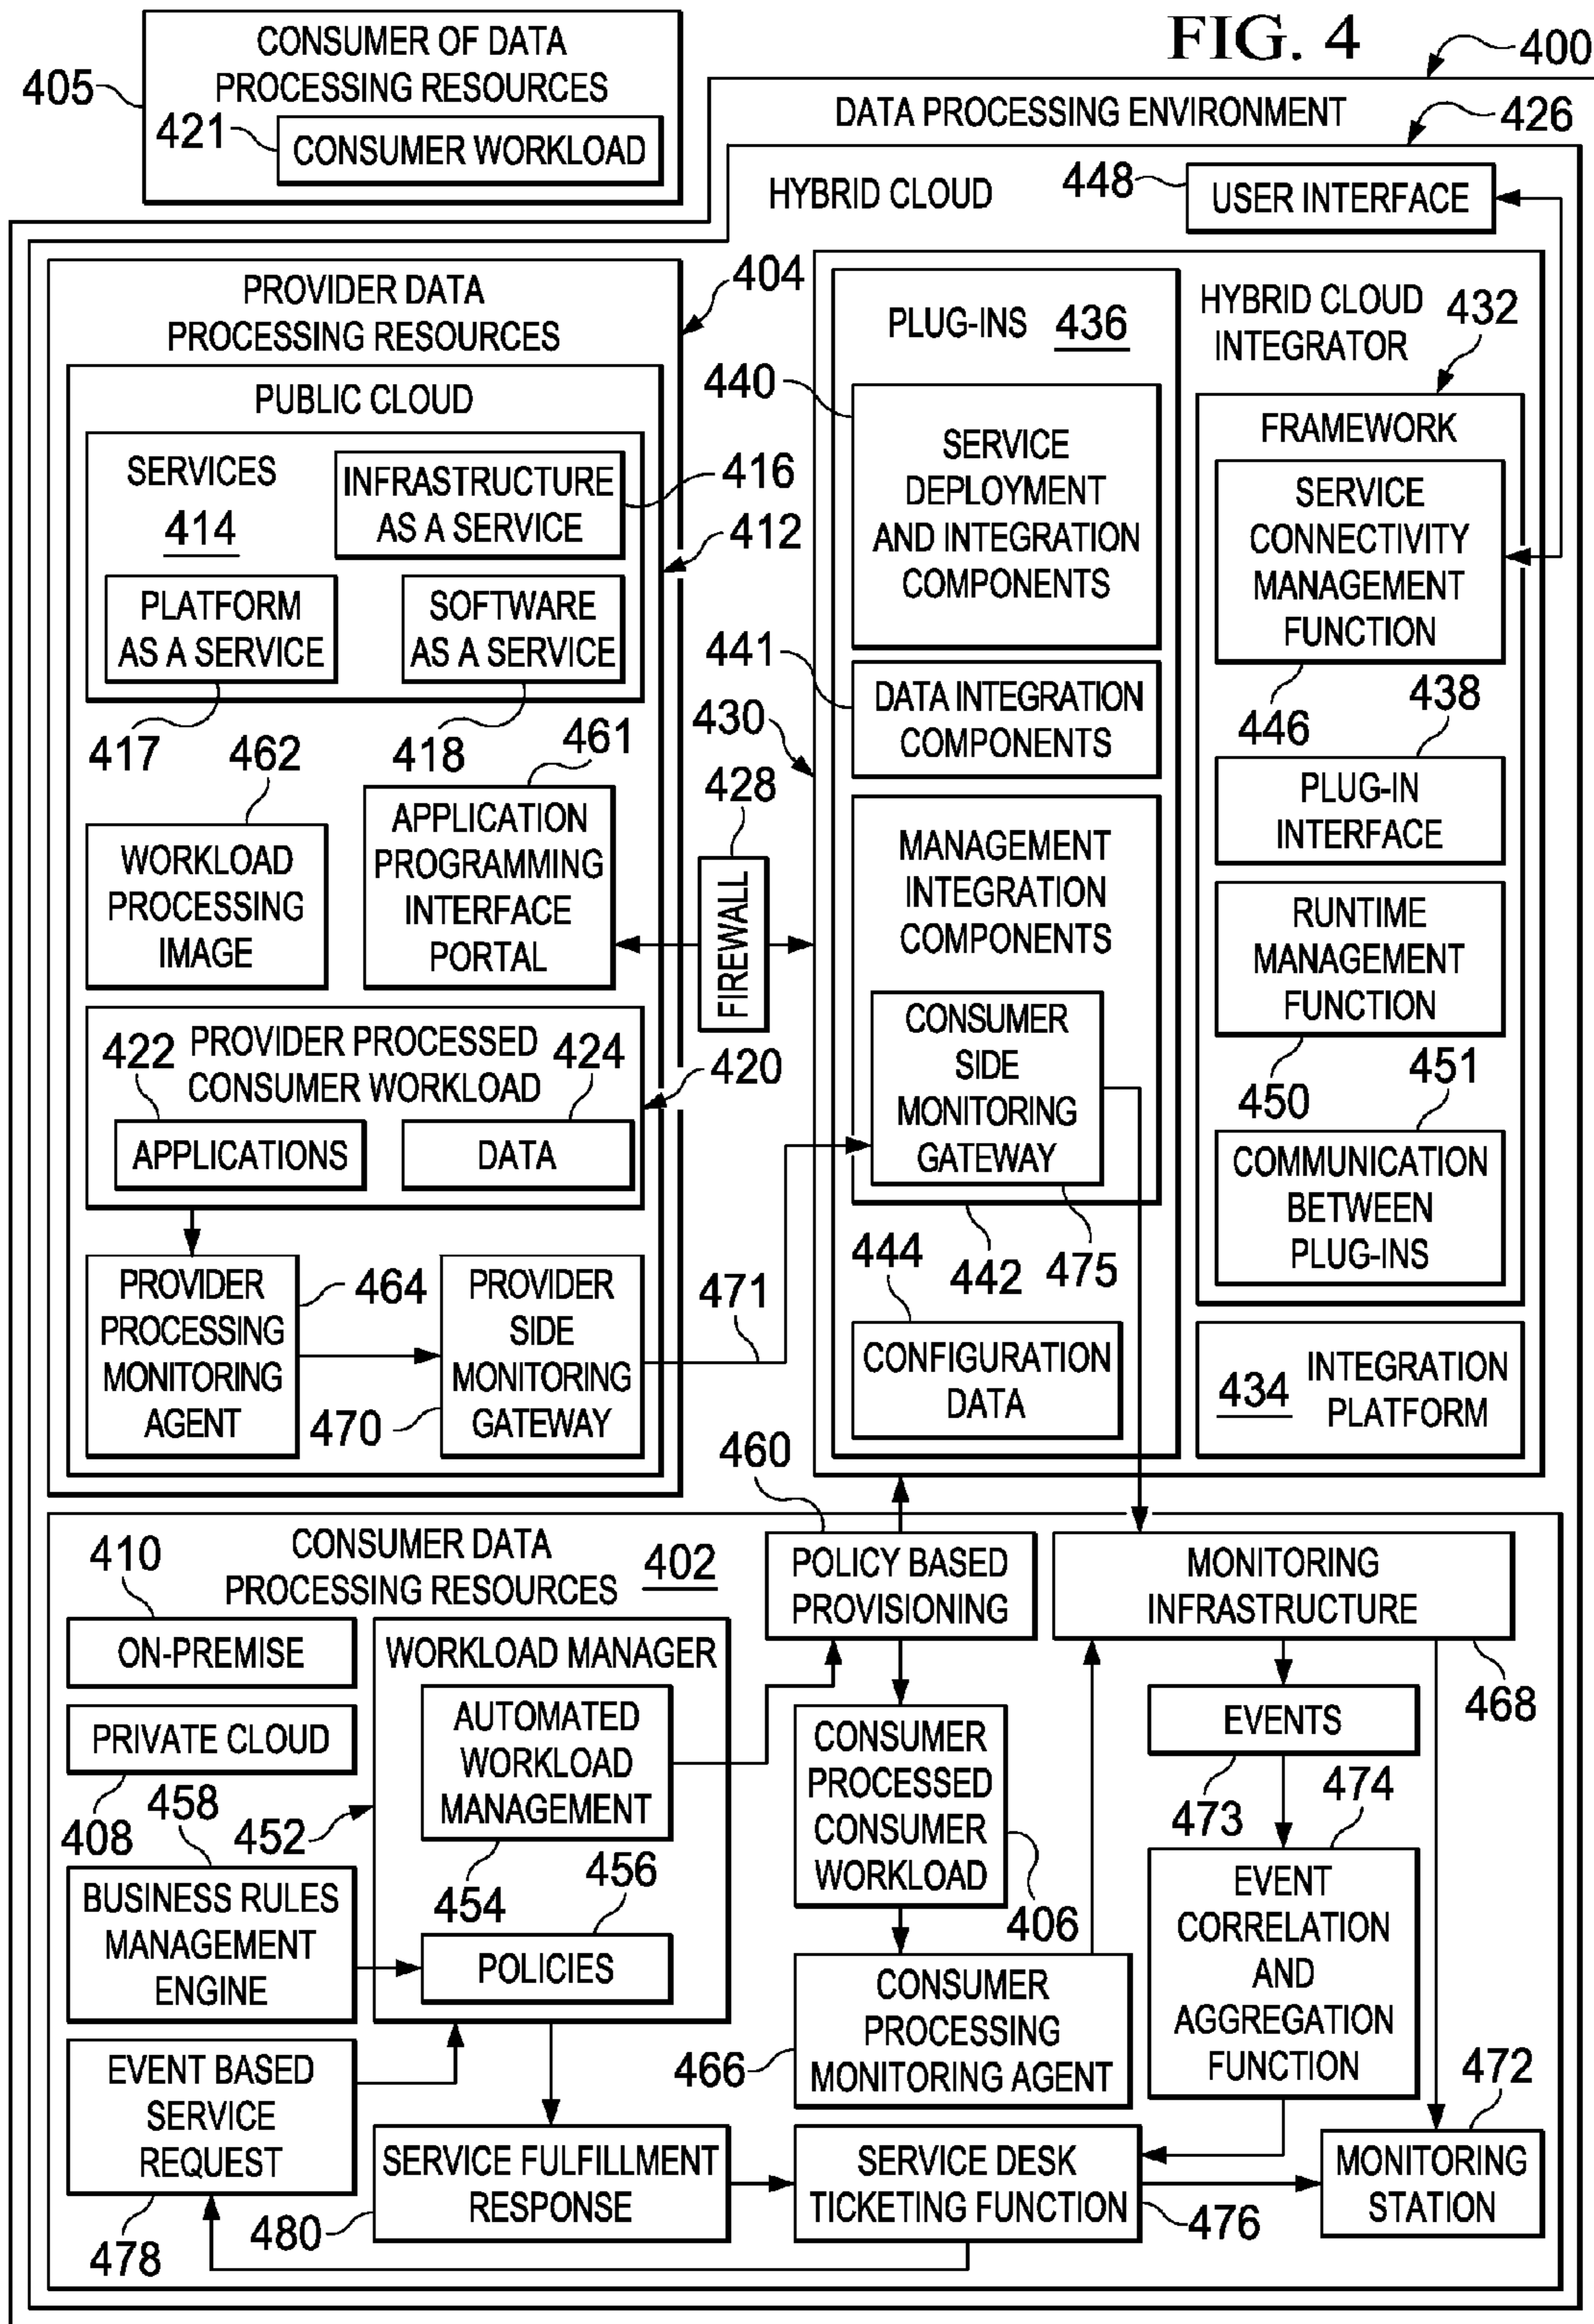 FIG. 4
400
CONSUMER OF DATA
PROCESSING RESOURCES
405
421
CONSUMER WORKLOAD
DATA PROCESSING ENVIRONMENT
426
HYBRID CLOUD
448
USER INTERFACE
PROVIDER DATA
PROCESSING RESOURCES
404
PUBLIC CLOUD
SERVICES
414
INFRASTRUCTURE
AS A SERVICE
416
412
PLATFORM
AS A SERVICE
SOFTWARE
AS A SERVICE
417
418
462
461
WORKLOAD
PROCESSING
IMAGE
APPLICATION
PROGRAMMING
INTERFACE
PORTAL
428
FIREWALL
422
PROVIDER PROCESSED
CONSUMER WORKLOAD
424
420
APPLICATIONS
DATA
PROVIDER
PROCESSING
MONITORING
AGENT
464
470
PROVIDER
SIDE
MONITORING
GATEWAY
471
PLUG-INS 436
440
SERVICE
DEPLOYMENT
AND INTEGRATION
COMPONENTS
441
DATA INTEGRATION
COMPONENTS
430
MANAGEMENT
INTEGRATION
COMPONENTS
CONSUMER
SIDE
MONITORING
GATEWAY
444
442
475
CONFIGURATION
DATA
HYBRID CLOUD
INTEGRATOR
432
FRAMEWORK
SERVICE
CONNECTIVITY
MANAGEMENT
FUNCTION
446
438
PLUG-IN
INTERFACE
RUNTIME
MANAGEMENT
FUNCTION
450
451
COMMUNICATION
BETWEEN
PLUG-INS
434
INTEGRATION
PLATFORM
CONSUMER DATA
PROCESSING RESOURCES
402
410
ON-PREMISE
PRIVATE CLOUD
408
458
BUSINESS RULES
MANAGEMENT
ENGINE
452
WORKLOAD MANAGER
AUTOMATED
WORKLOAD
MANAGEMENT
454
456
POLICIES
460
POLICY BASED
PROVISIONING
CONSUMER
PROCESSED
CONSUMER
WORKLOAD
406
466
CONSUMER
PROCESSING
MONITORING AGENT
MONITORING
INFRASTRUCTURE
468
EVENTS
473
474
EVENT
CORRELATION
AND
AGGREGATION
FUNCTION
472
EVENT BASED
SERVICE
REQUEST
478
SERVICE FULFILLMENT
RESPONSE
480
SERVICE DESK
TICKETING FUNCTION
476
MONITORING
STATION